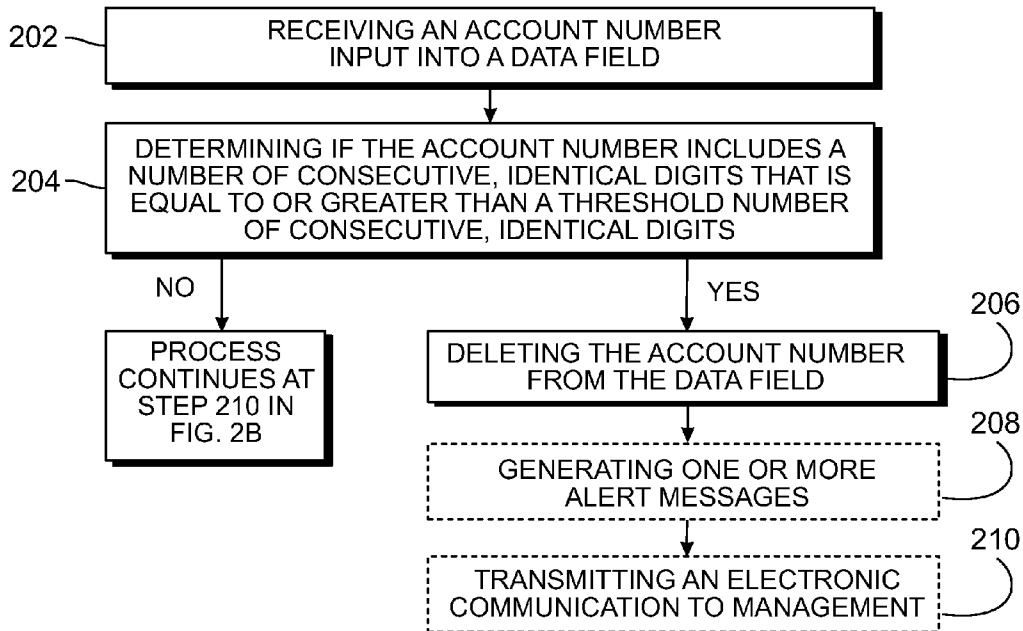 202
RECEIVING AN ACCOUNT NUMBER
INPUT INTO A DATA FIELD
204
DETERMINING IF THE ACCOUNT NUMBER INCLUDES A
NUMBER OF CONSECUTIVE, IDENTICAL DIGITS THAT IS
EQUAL TO OR GREATER THAN A THRESHOLD NUMBER
OF CONSECUTIVE, IDENTICAL DIGITS
NO
YES
PROCESS
CONTINUES AT
STEP 210 IN
FIG. 2B
206
DELETING THE ACCOUNT NUMBER
FROM THE DATA FIELD
208
GENERATING ONE OR MORE
ALERT MESSAGES
210
TRANSMITTING AN ELECTRONIC
COMMUNICATION TO MANAGEMENT